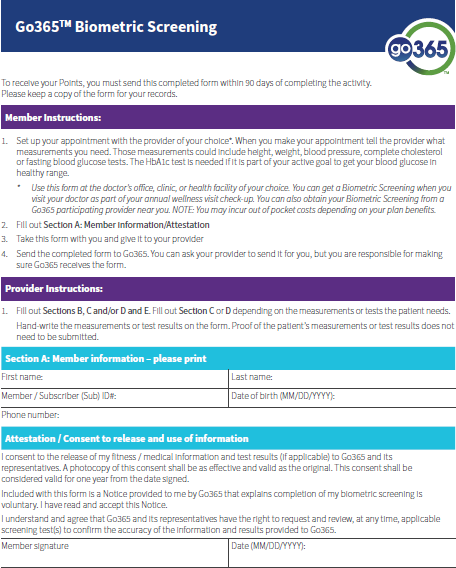 Go365™ Biometric Screening
go365™
To receive your Points, you must send this completed form within 90 days of completing the activity.
Please keep a copy of the form for your records.
Member Instructions:
1. Set up your appointment with the provider of your choice*. When you make your appointment tell the provider what
measurements you need. Those measurements could include height, weight, blood pressure, complete cholesterol
or fasting blood glucose tests. The HbA1c test is needed if it is part of your active goal to get your blood glucose in
healthy range.
* Use this form at the doctor's office, clinic, or health facility of your choice. You can get a Biometric Screening when you
visit your doctor as part of your annual wellness visit check-up. You can also obtain your Biometric Screening from a
Go365 participating provider near you. NOTE: You may incur out of pocket costs depending on your plan benefits.
2. Fill out Section A: Member information/Attestation
3. Take this form with you and give it to your provider
4. Send the completed form to Go365. You can ask your provider to send it for you, but you are responsible for making
sure Go365 receives the form.
Provider Instructions:
1. Fill out Sections B, C and/or D and E. Fill out Section C or D depending on the measurements or tests the patient needs.
Hand-write the measurements or test results on the form. Proof of the patient's measurements or test results does not
need to be submitted.
Section A: Member information – please print
First name: Last name:
Member / Subscriber (Sub) ID#: Date of birth (MM/DD/YYYY):
Phone number:
Attestation / Consent to release and use of information
I consent to the release of my fitness / medical information and test results (if applicable) to Go365 and its
representatives. A photocopy of this consent shall be as effective and valid as the original. This consent shall be
considered valid for one year from the date signed.
Included with this form is a Notice provided to me by Go365 that explains completion of my biometric screening is
voluntary. I have read and accept this Notice.
I understand and agree that Go365 and its representatives have the right to request and review, at any time, applicable
screening test(s) to confirm the accuracy of the information and results provided to Go365.
Member signature Date (MM/DD/YYYY):